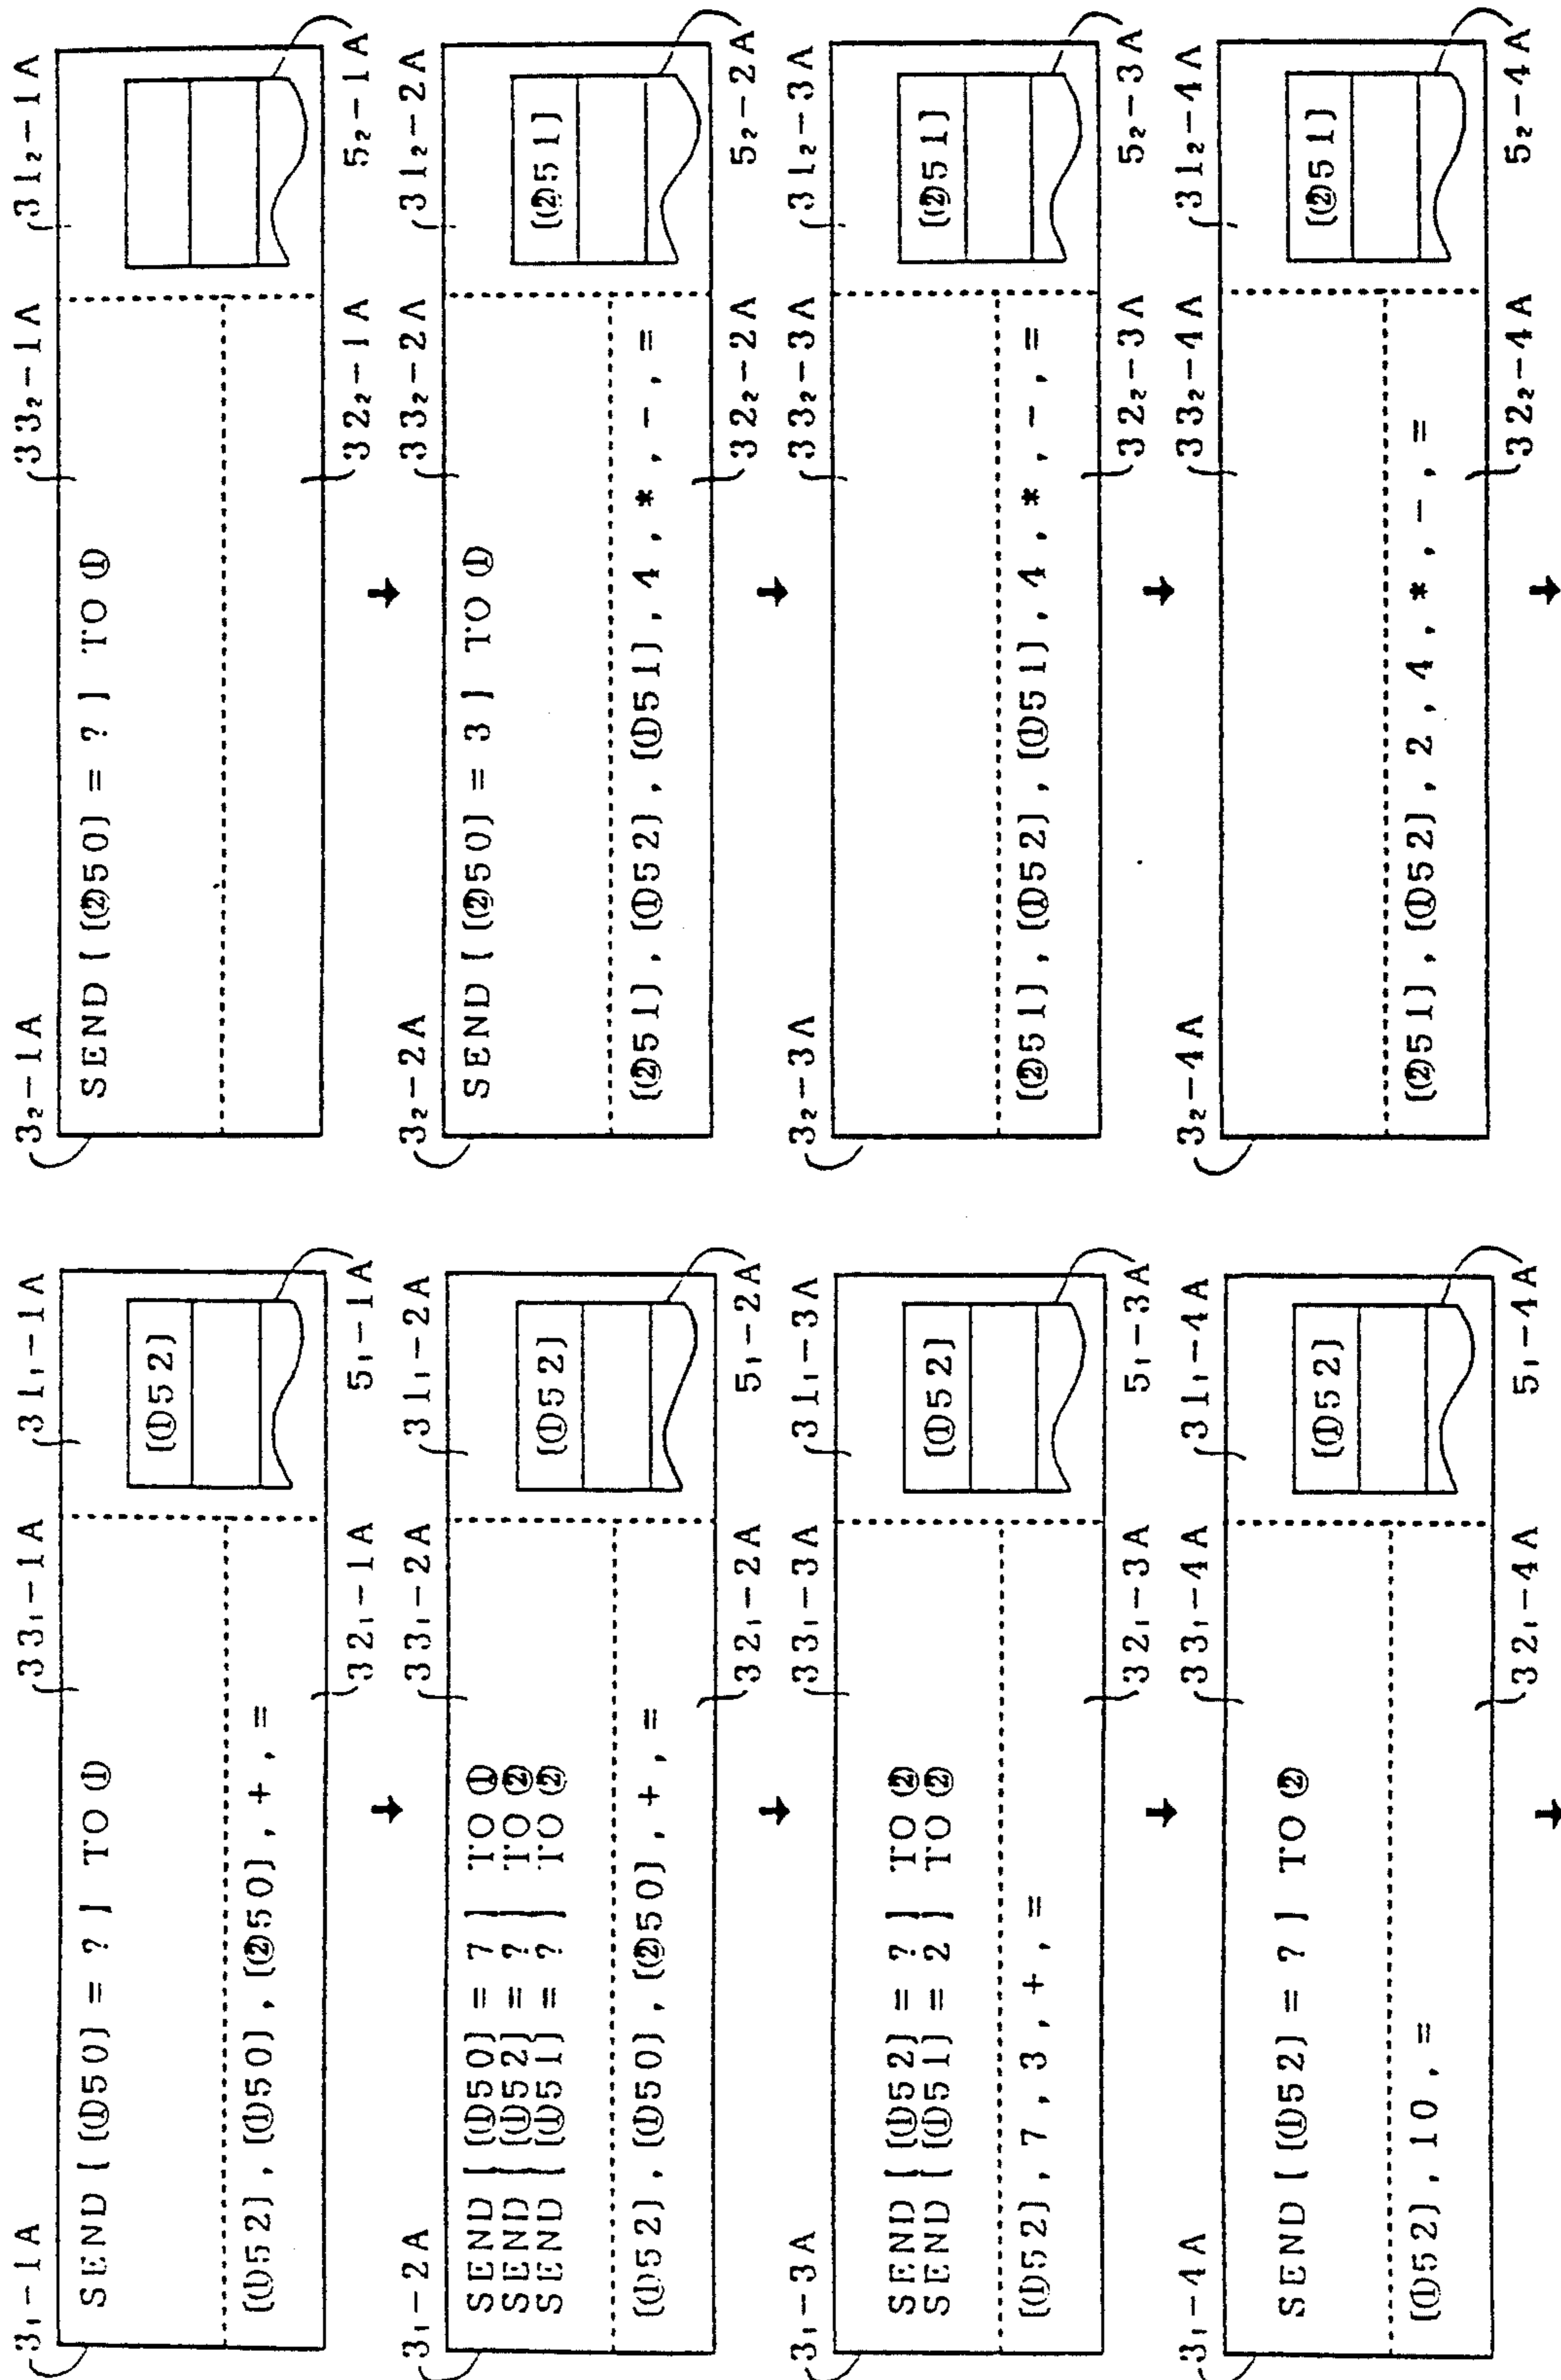 3₁-1A 33₁-1A 31₁-1A
SEND [ [①50] = ? ] TO ①
[①52]
[①52], [①50], [②50], +, =
32₁-1A 5₁-1A
3₁-2A 33₁-2A 31₁-2A
SEND [ [①50] = 7 ] TO ①
SEND [ [①52] = ? ] TO ②
SEND [ [①51] = ? ] TO ②
[①52]
[①52], [①50], [②50], +, =
32₁-2A 5₁-2A
3₁-3A 33₁-3A 31₁-3A
SEND [ [①52] = ? ] TO ②
SEND [ [①51] = 2 ] TO ②
[①52]
[①52], 7, 3, +, =
32₁-3A 5₁-3A
3₁-4A 33₁-4A 31₁-4A
SEND [ [①52] = ? ] TO ②
[①52]
[①52], 10, =
32₁-4A 5₁-4A
3₂-1A 33₂-1A 31₂-1A
SEND [ [②50] = ? ] TO ①
32₂-1A 5₂-1A
3₂-2A 33₂-2A 31₂-2A
SEND [ [②50] = 3 ] TO ①
[②51]
[②51], [①52], [①51], 4, *, -, =
32₂-2A 5₂-2A
3₂-3A 33₂-3A 31₂-3A
[②51]
[②51], [①52], [①51], 4, *, -, =
32₂-3A 5₂-3A
3₂-4A 33₂-4A 31₂-4A
[②51]
[②51], [①52], 2, 4, *, -, =
32₂-4A 5₂-4A